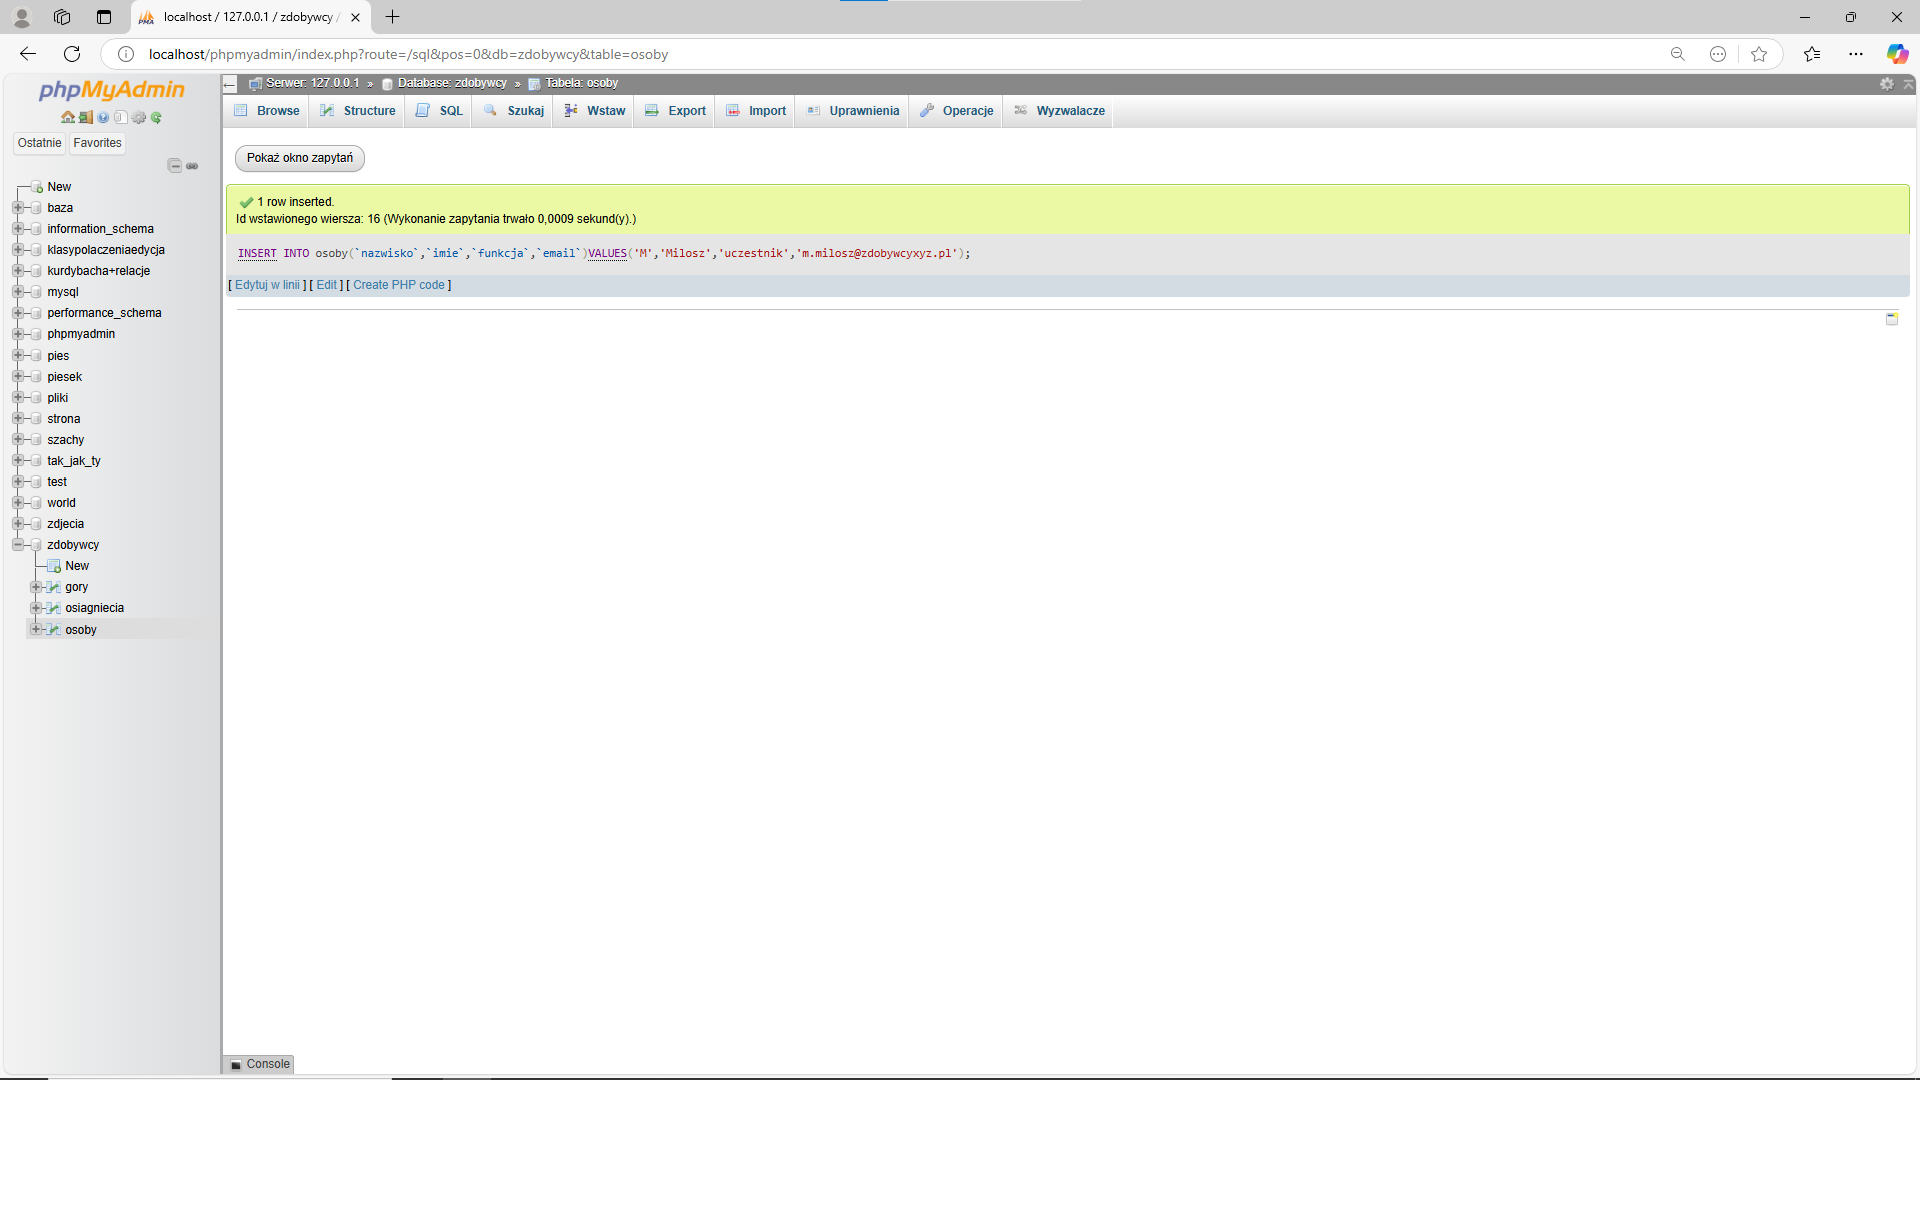 localhost / 127.0.0.1 / zdobywcy /
localhost/phpmyadmin/index.php?route=/sql&pos=0&db=zdobywcy&table=osoby
phpMyAdmin
Ostatnie Favorites
New
baza
information_schema
klasypolaczeniaedycja
kurdybacha+relacje
mysql
performance_schema
phpmyadmin
pies
piesek
pliki
strona
szachy
tak_jak_ty
test
world
zdjecia
zdobywcy
New
gory
osiagniecia
osoby
Serwer: 127.0.0.1 » Database: zdobywcy » Tabela: osoby
Browse Structure SQL Szukaj Wstaw Export Import Uprawnienia Operacje Wyzwalacze
Pokaż okno zapytań
1 row inserted.
Id wstawionego wiersza: 16 (Wykonanie zapytania trwało 0,0009 sekund(y).)
INSERT INTO osoby(`nazwisko`,`imie`,`funkcja`,`email`)VALUES('M','Milosz','uczestnik','m.milosz@zdobywcyxyz.pl');
[ Edytuj w linii ] [ Edit ] [ Create PHP code ]
Console